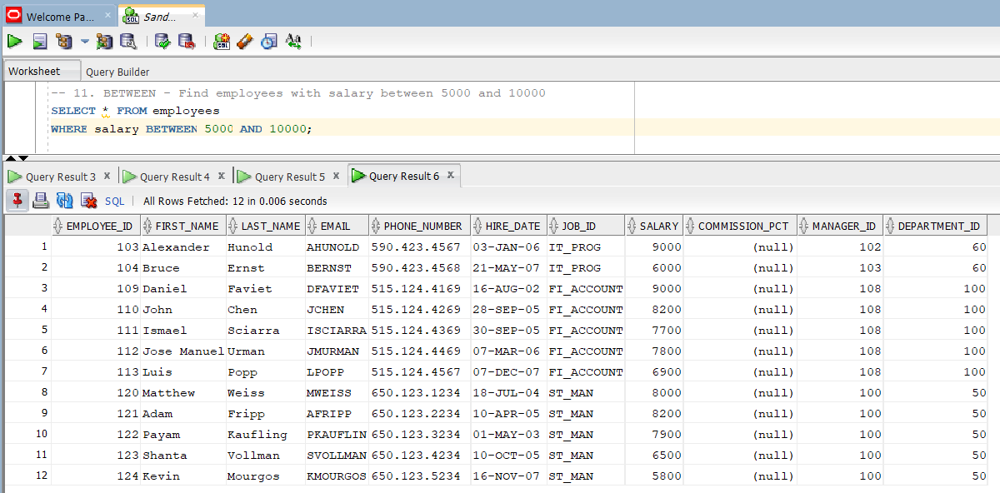 Welcome Pa... × Sand... ×
SQL
Worksheet Query Builder
-- 11. BETWEEN - Find employees with salary between 5000 and 10000
SELECT * FROM employees
WHERE salary BETWEEN 5000 AND 10000;
Query Result 3 x Query Result 4 x Query Result 5 x Query Result 6 x
SQL | All Rows Fetched: 12 in 0.006 seconds
EMPLOYEE_ID FIRST_NAME LAST_NAME EMAIL PHONE_NUMBER HIRE_DATE JOB_ID SALARY COMMISSION_PCT MANAGER_ID DEPARTMENT_ID
1 103 Alexander Hunold AHUNOLD 590.423.4567 03-JAN-06 IT_PROG 9000 (null) 102 60
2 104 Bruce Ernst BERNST 590.423.4568 21-MAY-07 IT_PROG 6000 (null) 103 60
3 109 Daniel Faviet DFAVIET 515.124.4169 16-AUG-02 FI_ACCOUNT 9000 (null) 108 100
4 110 John Chen JCHEN 515.124.4269 28-SEP-05 FI_ACCOUNT 8200 (null) 108 100
5 111 Ismael Sciarra ISCIARRA 515.124.4369 30-SEP-05 FI_ACCOUNT 7700 (null) 108 100
6 112 Jose Manuel Urman JMURMAN 515.124.4469 07-MAR-06 FI_ACCOUNT 7800 (null) 108 100
7 113 Luis Popp LPOPP 515.124.4567 07-DEC-07 FI_ACCOUNT 6900 (null) 108 100
8 120 Matthew Weiss MWEISS 650.123.1234 18-JUL-04 ST_MAN 8000 (null) 100 50
9 121 Adam Fripp AFRIPP 650.123.2234 10-APR-05 ST_MAN 8200 (null) 100 50
10 122 Payam Kaufling PKAUFLIN 650.123.3234 01-MAY-03 ST_MAN 7900 (null) 100 50
11 123 Shanta Vollman SVOLLMAN 650.123.4234 10-OCT-05 ST_MAN 6500 (null) 100 50
12 124 Kevin Mourgos KMOURGOS 650.123.5234 16-NOV-07 ST_MAN 5800 (null) 100 50